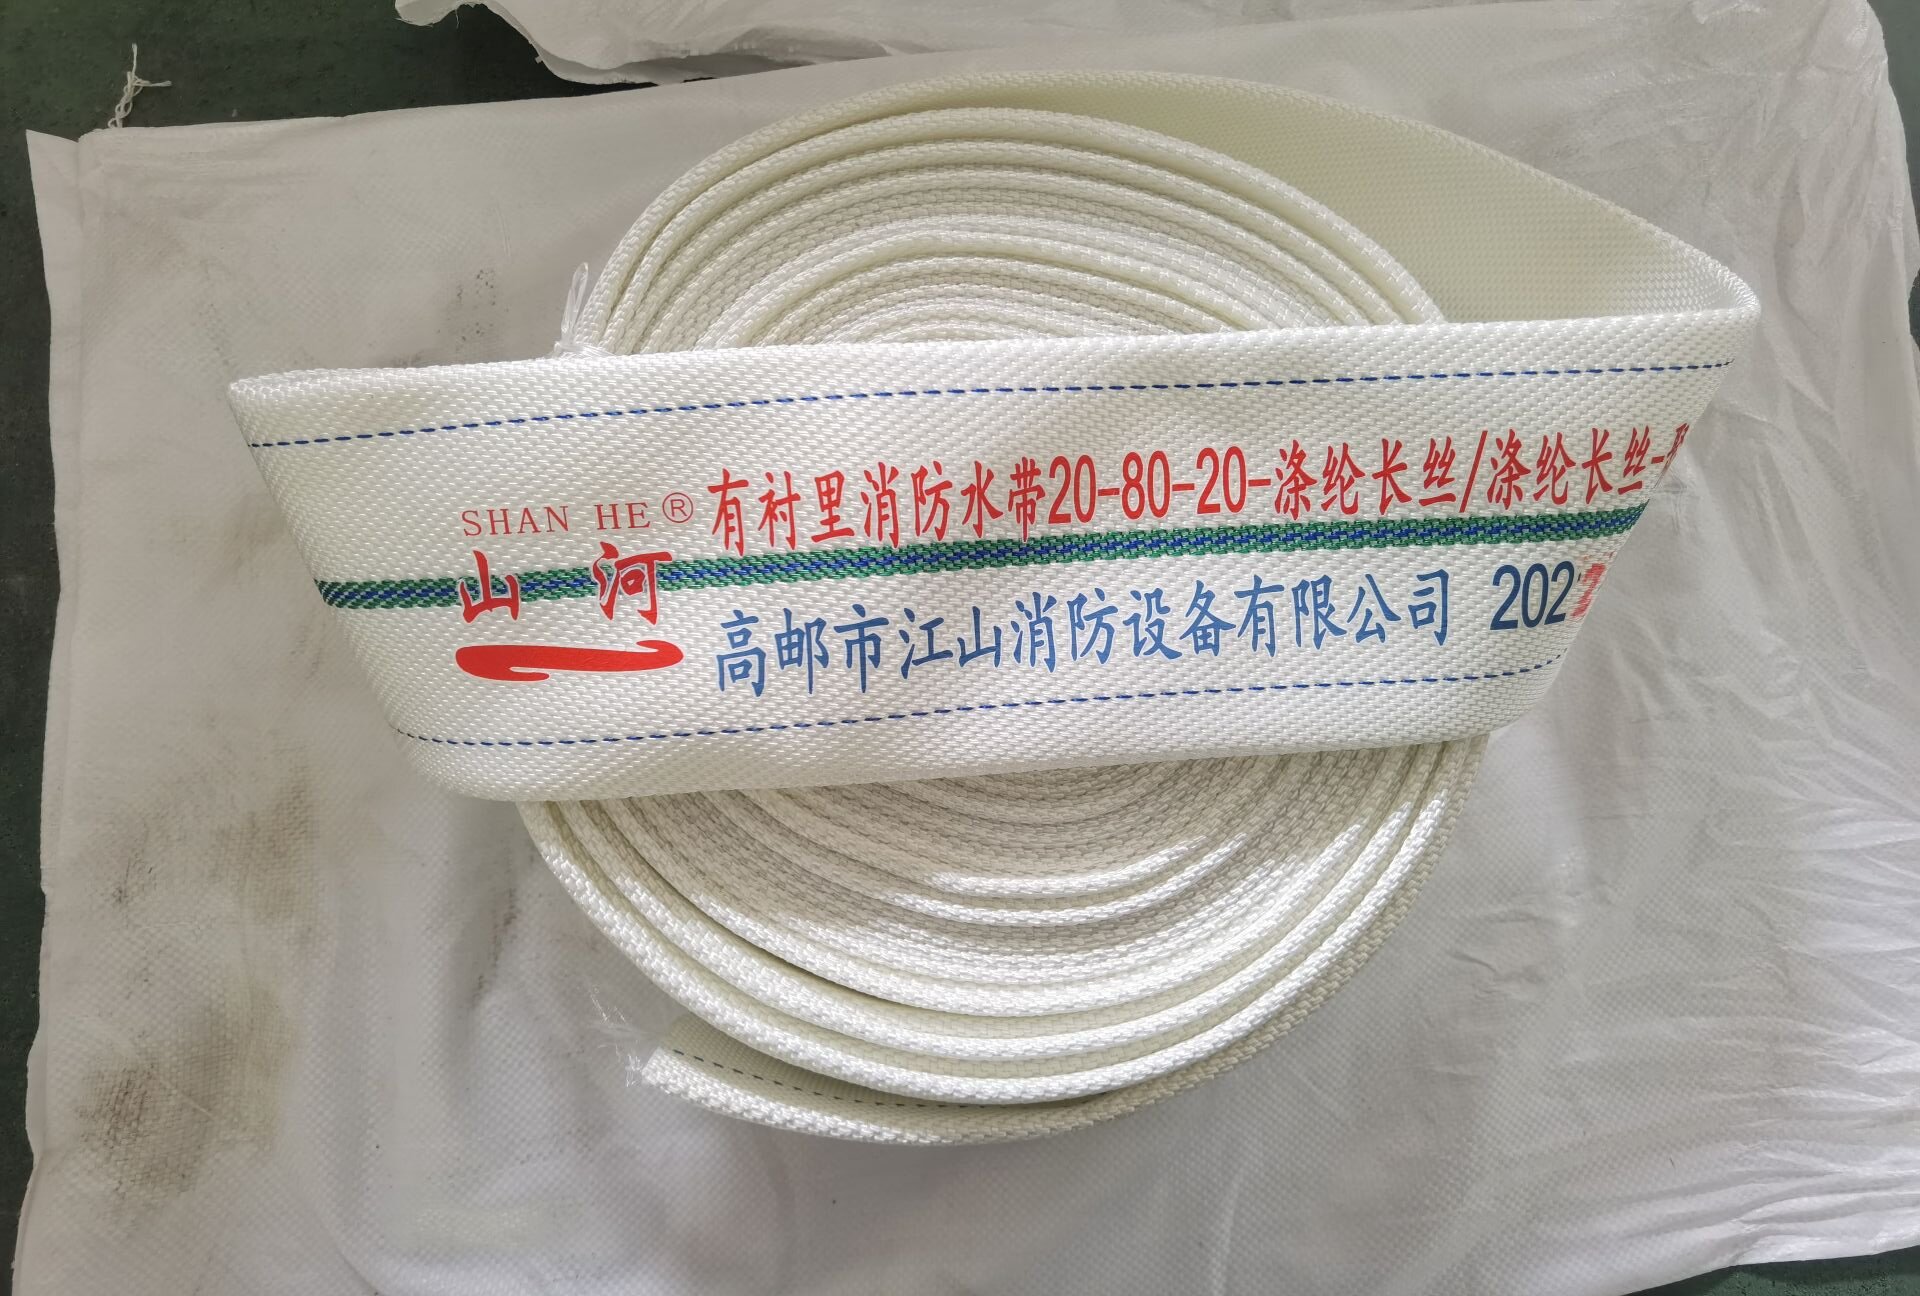 SHAN HE®
山河
有衬里消防水带20-80-20-涤纶长丝/涤纶长丝-
高邮市江山消防设备有限公司 202